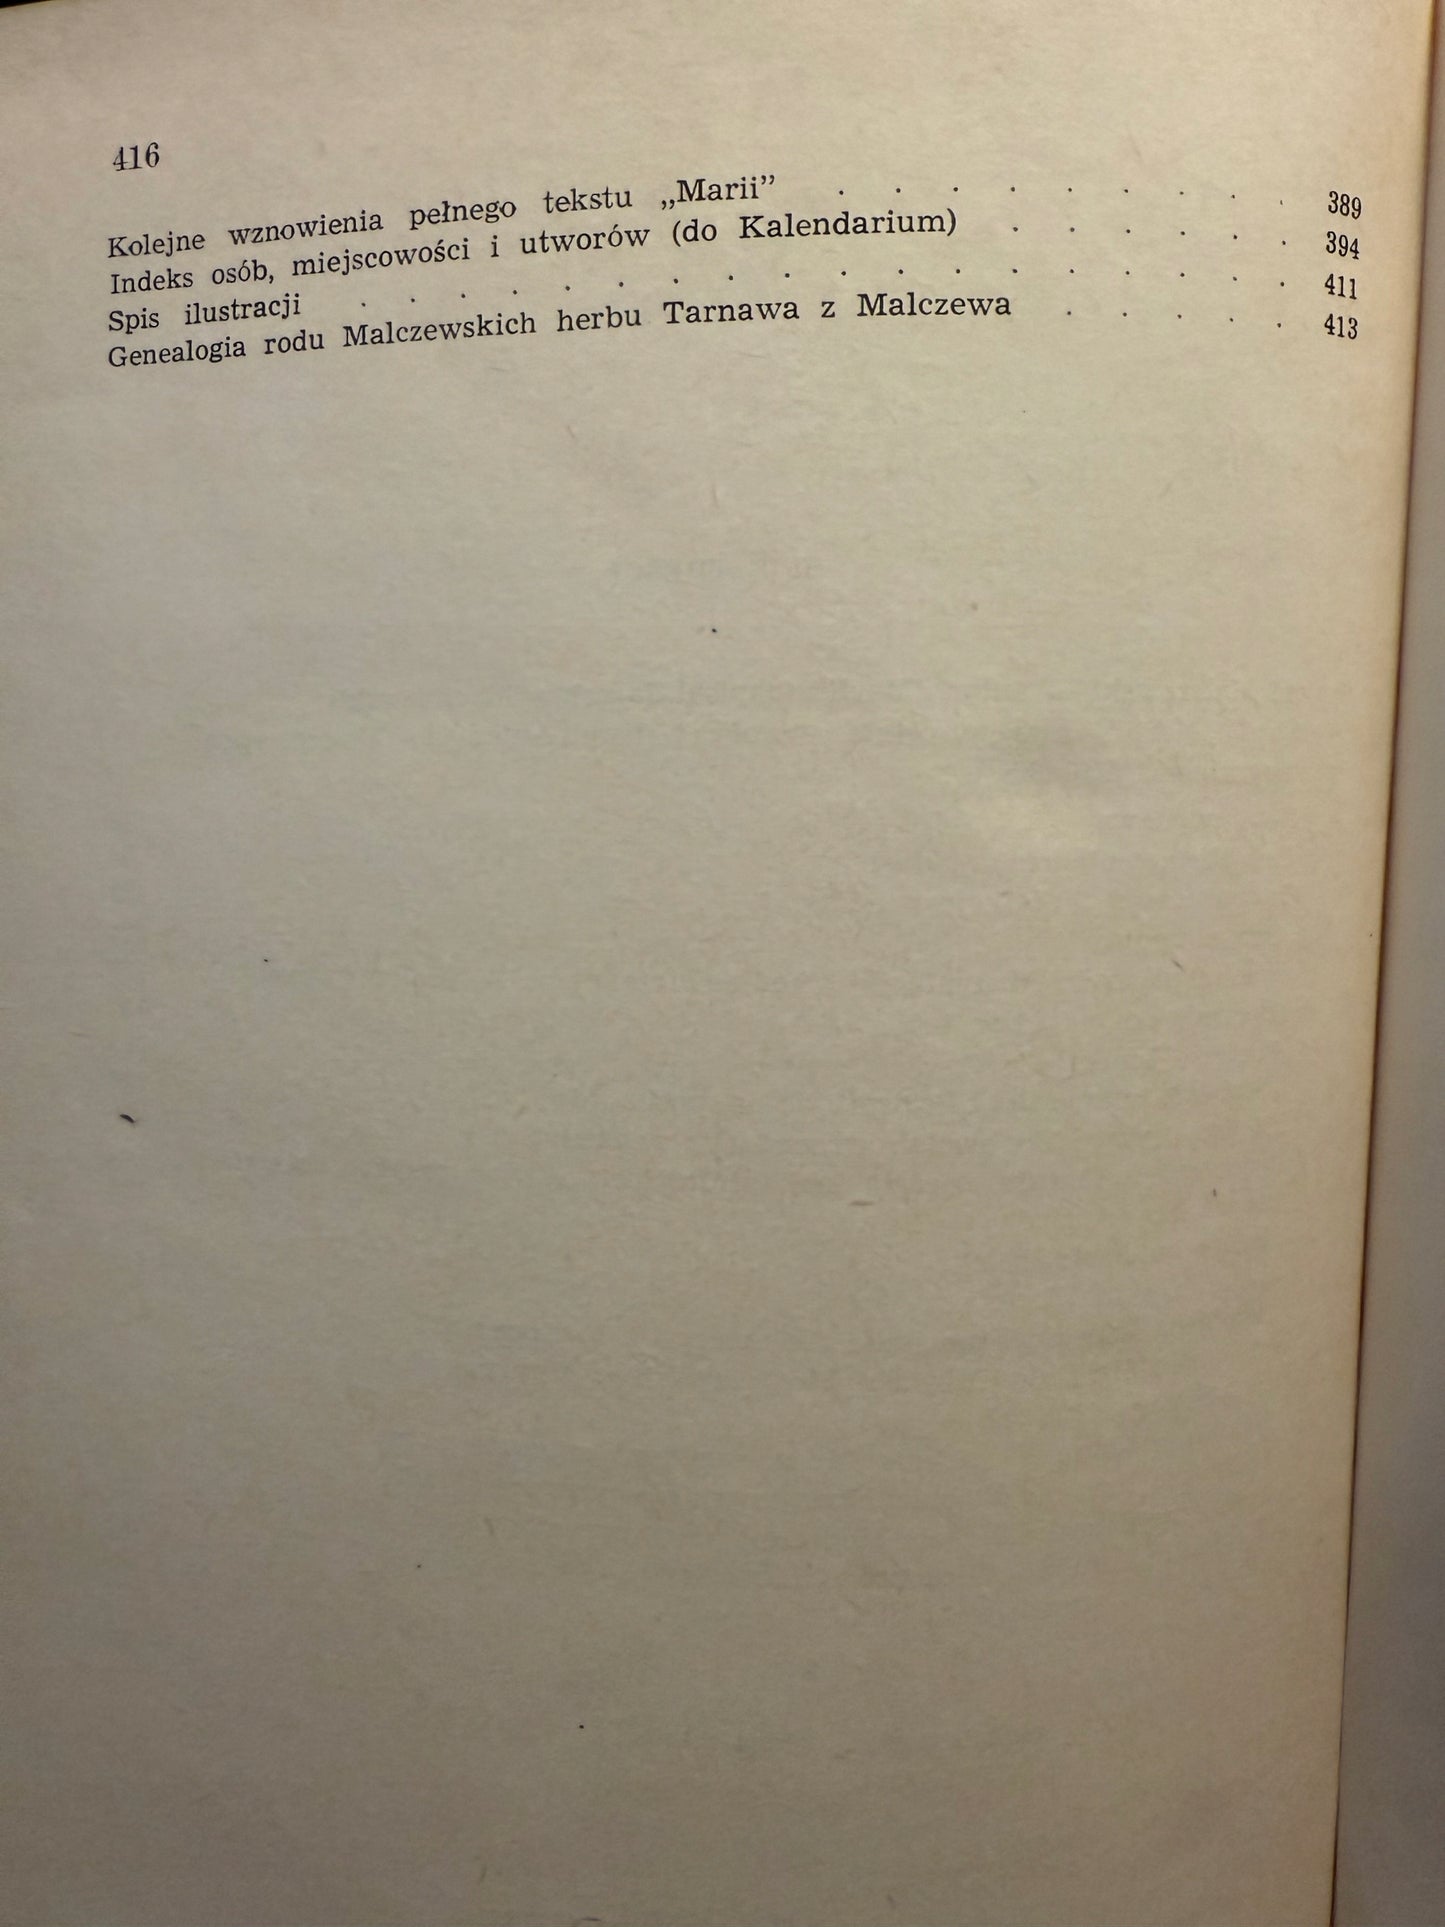 416
Kolejne wznowienia pełnego tekstu „Marii” . . . . . . . . . 389
Indeks osób, miejscowości i utworów (do Kalendarium) . . . . . . 394
Spis ilustracji . . . . . . . . . . . . . . . . . . 411
Genealogia rodu Malczewskich herbu Tarnawa z Malczewa . . . . . 413